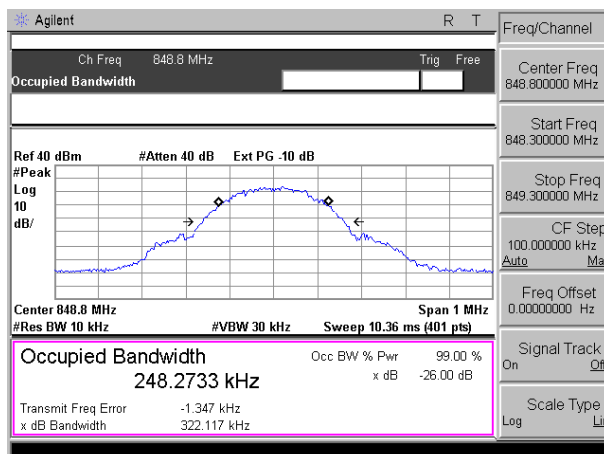 Agilent R T
Freq/Channel
Ch Freq 848.8 MHz Trig Free
Occupied Bandwidth
Center Freq
848.800000 MHz
Start Freq
848.300000 MHz
Stop Freq
849.300000 MHz
CF Step
100.000000 kHz
Auto Ma
Freq Offset
0.00000000 Hz
Signal Track
On Off
Scale Type
Log Lin
Ref 40 dBm #Atten 40 dB Ext PG -10 dB
#Peak
Log
10
dB/
Center 848.8 MHz Span 1 MHz
#Res BW 10 kHz #VBW 30 kHz Sweep 10.36 ms (401 pts)
Occupied Bandwidth Occ BW % Pwr 99.00 %
248.2733 kHz x dB -26.00 dB
Transmit Freq Error -1.347 kHz
x dB Bandwidth 322.117 kHz